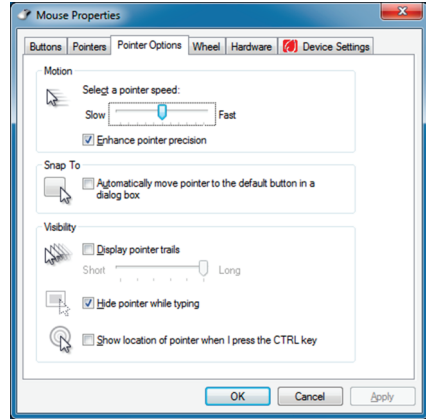 Mouse Properties
Buttons Pointers Pointer Options Wheel Hardware Device Settings
Motion
Select a pointer speed:
Slow Fast
Enhance pointer precision
Snap To
Automatically move pointer to the default button in a
dialog box
Visibility
Display pointer trails
Short Long
Hide pointer while typing
Show location of pointer when I press the CTRL key
OK Cancel Apply